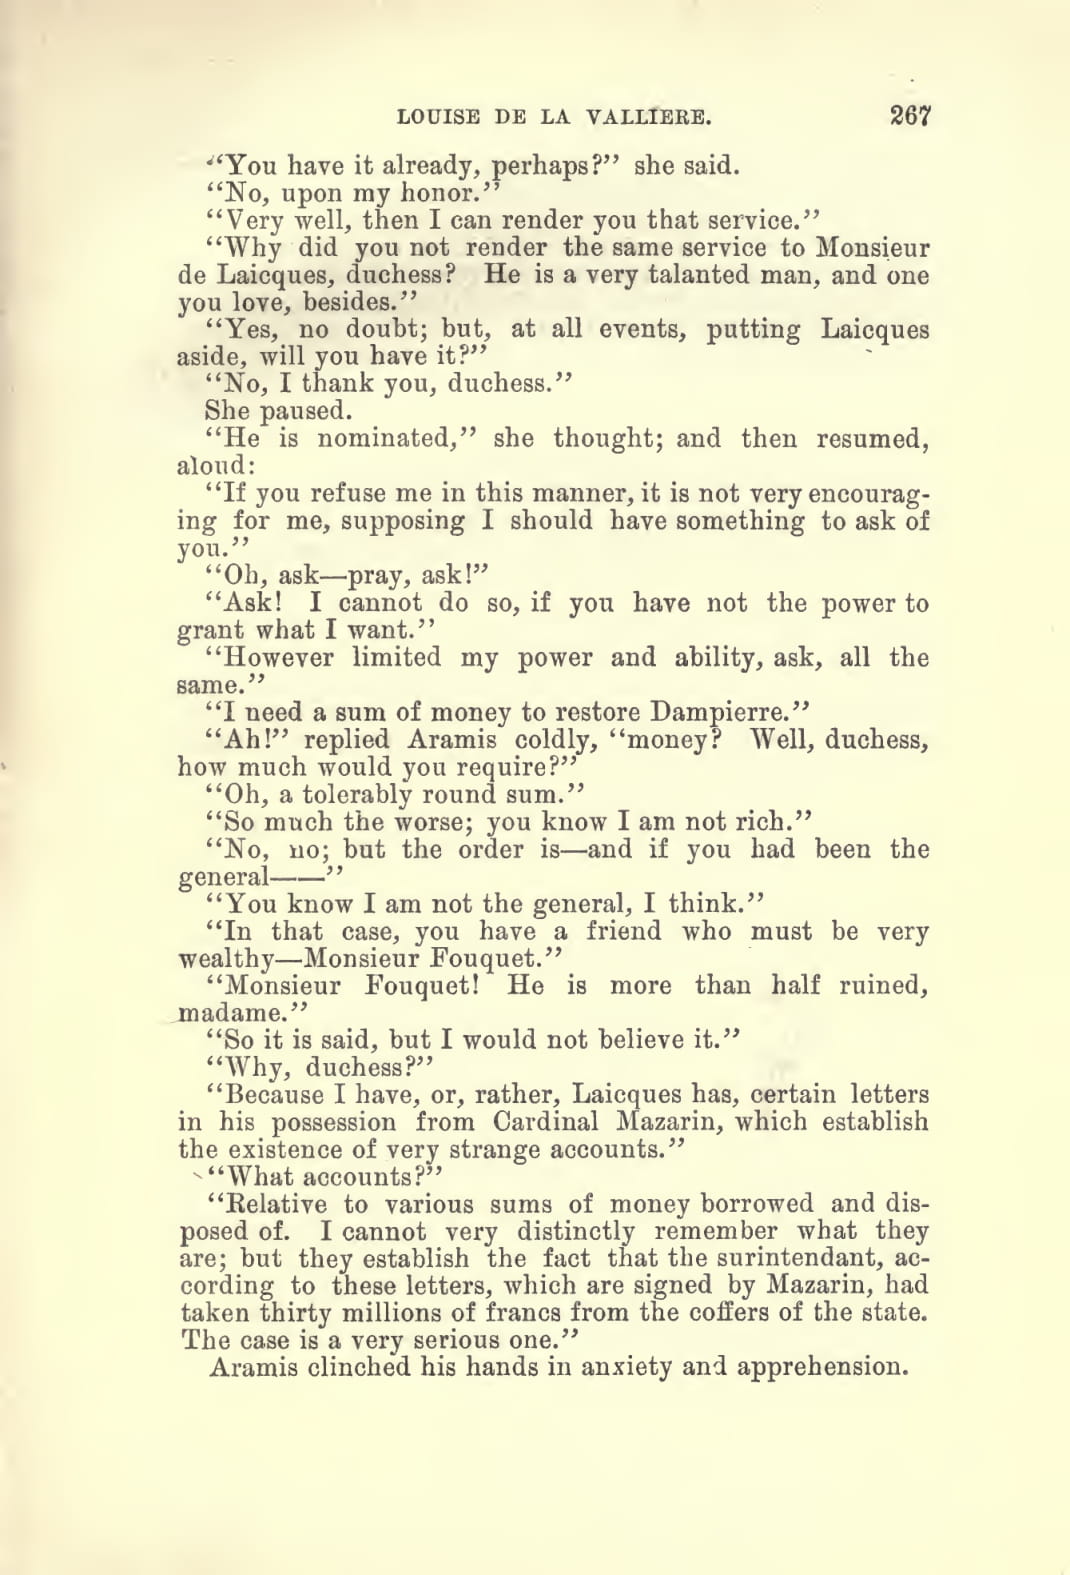 LOUISE DE LA VALLIERE. 267
“You have it already, perhaps?” she said.
“No, upon my honor.”
“Very well, then I can render you that service.”
“Why did you not render the same service to Monsieur
de Laicques, duchess? He is a very talanted man, and one
you love, besides.”
“Yes, no doubt; but, at all events, putting Laicques
aside, will you have it?”
“No, I thank you, duchess.”
She paused.
“He is nominated,” she thought; and then resumed,
aloud:
“If you refuse me in this manner, it is not very encourag-
ing for me, supposing I should have something to ask of
you.”
“Oh, ask—pray, ask!”
“Ask! I cannot do so, if you have not the power to
grant what I want.”
“However limited my power and ability, ask, all the
same.”
“I need a sum of money to restore Dampierre.”
“Ah!” replied Aramis coldly, “money? Well, duchess,
how much would you require?”
“Oh, a tolerably round sum.”
“So much the worse; you know I am not rich.”
“No, no; but the order is—and if you had been the
general——”
“You know I am not the general, I think.”
“In that case, you have a friend who must be very
wealthy—Monsieur Fouquet.”
“Monsieur Fouquet! He is more than half ruined,
madame.”
“So it is said, but I would not believe it.”
“Why, duchess?”
“Because I have, or, rather, Laicques has, certain letters
in his possession from Cardinal Mazarin, which establish
the existence of very strange accounts.”
“What accounts?”
“Relative to various sums of money borrowed and dis-
posed of. I cannot very distinctly remember what they
are; but they establish the fact that the surintendant, ac-
cording to these letters, which are signed by Mazarin, had
taken thirty millions of francs from the coffers of the state.
The case is a very serious one.”
Aramis clinched his hands in anxiety and apprehension.